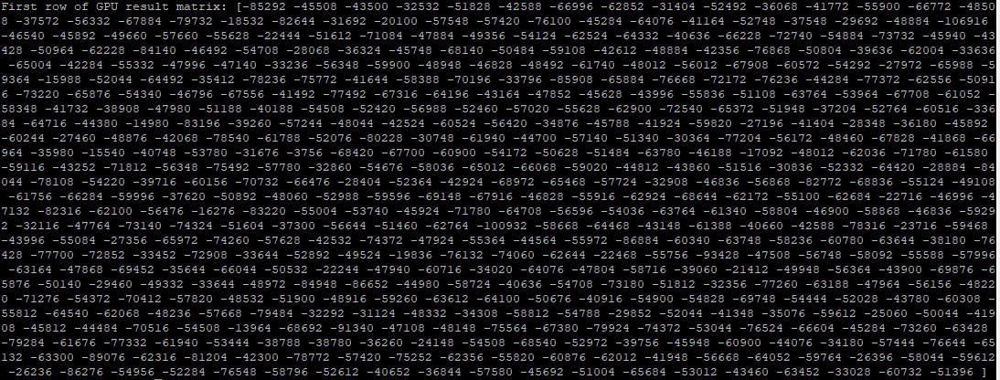 First row of GPU result matrix: [-85292 -45508 -43500 -32532 -51828 -42588 -66996 -62852 -31404 -52492 -36068 -41772 -55900 -66772 -4850
8 -37572 -56332 -67884 -79732 -18532 -82644 -31692 -20100 -57548 -57420 -76100 -45284 -64076 -41164 -52748 -37548 -29692 -48884 -106916
-46540 -45892 -49660 -57660 -55628 -22444 -51612 -71084 -47884 -49356 -54124 -62524 -64332 -40636 -66228 -72740 -54884 -73732 -45940 -43
428 -50964 -62228 -84140 -46492 -54708 -28068 -36324 -45748 -68140 -50484 -59108 -42612 -48884 -42356 -76868 -50804 -39636 -62004 -33636
-65004 -42284 -55332 -47996 -47140 -33236 -56348 -59900 -48948 -46828 -48492 -61740 -48012 -56012 -67908 -60572 -54292 -27972 -65988 -5
9364 -15988 -52044 -64492 -35412 -78236 -75772 -41644 -58388 -70196 -33796 -85908 -65884 -76668 -72172 -76236 -44284 -77372 -62556 -5091
6 -73220 -65876 -54340 -46796 -67556 -41492 -77492 -67316 -64196 -43164 -47852 -45628 -43996 -55836 -51108 -63764 -53964 -67708 -61052 -
58348 -41732 -38908 -47980 -51188 -40188 -54508 -52420 -56988 -52460 -57020 -55628 -62900 -72540 -65372 -51948 -37204 -52764 -60516 -336
84 -64716 -44380 -14980 -83196 -39260 -57244 -48044 -42524 -60524 -56420 -34876 -45788 -41924 -59820 -27196 -41404 -28348 -36180 -45892
-60244 -27460 -48876 -42068 -78540 -61788 -52076 -80228 -30748 -61940 -44700 -57140 -51340 -30364 -77204 -56172 -48460 -67828 -41868 -66
964 -35980 -15540 -40748 -53780 -31676 -3756 -68420 -67700 -60900 -54172 -50628 -51484 -63780 -46188 -17092 -48012 -62036 -71780 -61580
-59116 -43252 -71812 -56348 -75492 -57780 -32860 -54676 -58036 -65012 -66068 -59020 -44812 -43860 -51516 -30836 -52332 -64420 -28884 -84
044 -78108 -54220 -39716 -60156 -70732 -66476 -28404 -52364 -42924 -68972 -65468 -57724 -32908 -46836 -56868 -82772 -68836 -55124 -49108
-61756 -66284 -59996 -37620 -50892 -48060 -52988 -59596 -69148 -67916 -46828 -55916 -62924 -68644 -62172 -55100 -62684 -22716 -46996 -4
7132 -82316 -62100 -56476 -16276 -83220 -55004 -53740 -45924 -71780 -64708 -56596 -54036 -63764 -61340 -58804 -46900 -58868 -46836 -5929
2 -32116 -47764 -73140 -74324 -51604 -37300 -56644 -51460 -62764 -100932 -58668 -64468 -43148 -61388 -40660 -42588 -78316 -23716 -59468
-43996 -55084 -27356 -65972 -74260 -57628 -42532 -74372 -47924 -55364 -44564 -55972 -86884 -60340 -63748 -58236 -60780 -63644 -38180 -76
428 -77700 -72852 -33452 -72908 -33644 -52892 -49524 -19836 -76132 -74060 -62644 -22468 -55756 -93428 -47508 -56748 -58092 -55588 -57996
-63164 -47868 -69452 -35644 -66044 -50532 -22244 -47940 -60716 -34020 -64076 -47804 -58716 -39060 -21412 -49948 -56364 -43900 -69876 -6
5876 -50140 -29460 -49332 -33644 -48972 -84948 -86652 -44980 -58724 -40636 -54708 -73180 -51812 -32356 -77260 -63188 -47964 -56156 -4822
0 -71276 -54372 -70412 -57820 -48532 -51900 -48916 -59260 -63612 -64100 -50676 -40916 -54900 -54828 -69748 -54444 -52028 -43780 -60308 -
55812 -64540 -62068 -48236 -57668 -79484 -32292 -31124 -48332 -34308 -58812 -54788 -29852 -52044 -41348 -35076 -59612 -25060 -50044 -419
08 -45812 -44484 -70516 -54508 -13964 -68692 -91340 -47108 -48148 -75564 -67380 -79924 -74372 -53044 -76524 -66604 -45284 -73260 -63428
-79284 -61676 -77332 -61940 -53444 -38788 -38780 -36260 -24148 -54508 -68540 -52972 -39756 -45948 -60900 -44076 -34180 -57444 -76644 -65
132 -63300 -89076 -62316 -81204 -42300 -78772 -57420 -75252 -62356 -55820 -60876 -62012 -41948 -56668 -64052 -59764 -26396 -58044 -59612
-26236 -86276 -54956 -52284 -76548 -58796 -52612 -40652 -36844 -57580 -45692 -51004 -65684 -53012 -43460 -63452 -33028 -60732 -51396 ]